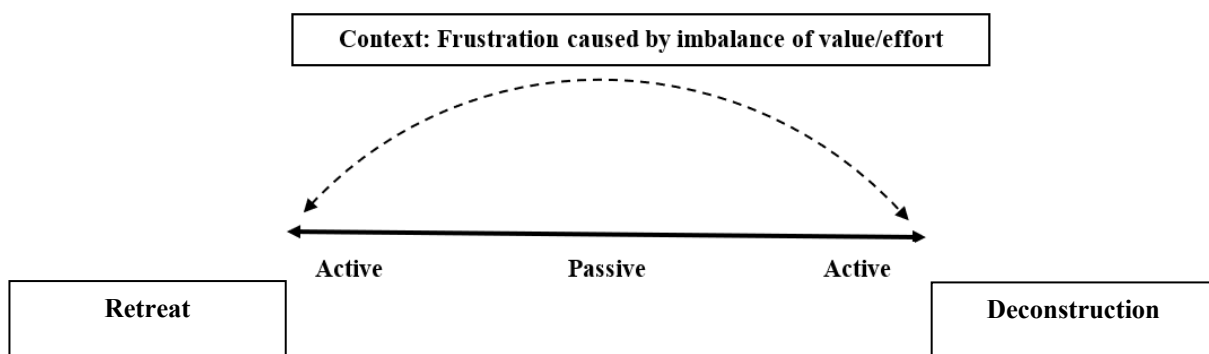 Context: Frustration caused by imbalance of value/effort
Active Passive Active
Retreat
Deconstruction